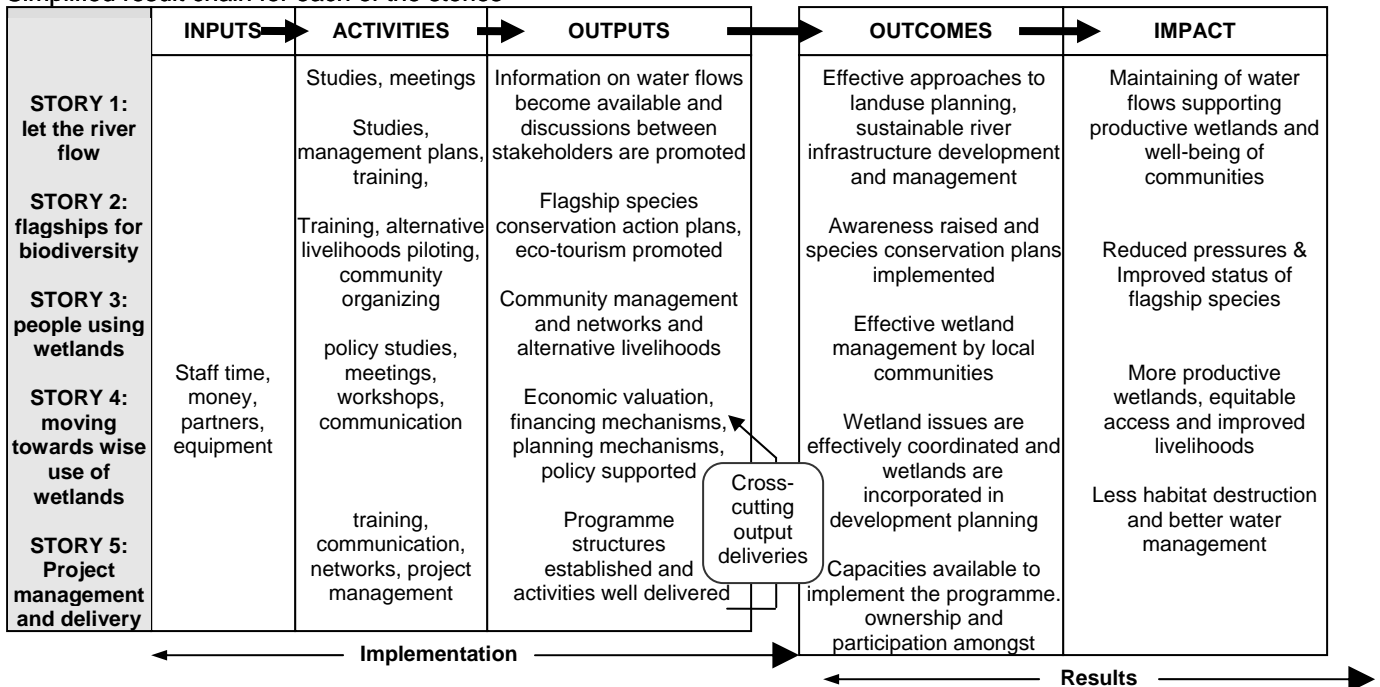 Simplified result chain for each of the stories
INPUTS
ACTIVITIES
OUTPUTS
OUTCOMES
IMPACT
STORY 1:
let the river
flow
STORY 2:
flagships for
biodiversity
STORY 3:
people using
wetlands
STORY 4:
moving
towards wise
use of
wetlands
STORY 5:
Project
management
and delivery
Staff time,
money,
partners,
equipment
Studies, meetings
Studies,
management plans,
training,
Training, alternative
livelihoods piloting,
community
organizing
policy studies,
meetings,
workshops,
communication
training,
communication,
networks, project
management
Information on water flows
become available and
discussions between
stakeholders are promoted
Flagship species
conservation action plans,
eco-tourism promoted
Community management
and networks and
alternative livelihoods
Economic valuation,
financing mechanisms,
planning mechanisms,
policy supported
Programme
structures
established and
activities well delivered
Cross-
cutting
output
deliveries
Effective approaches to
landuse planning,
sustainable river
infrastructure development
and management
Awareness raised and
species conservation plans
implemented
Effective wetland
management by local
communities
Wetland issues are
effectively coordinated and
wetlands are
incorporated in
development planning
Capacities available to
implement the programme.
ownership and
participation amongst
Maintaining of water
flows supporting
productive wetlands and
well-being of
communities
Reduced pressures &
Improved status of
flagship species
More productive
wetlands, equitable
access and improved
livelihoods
Less habitat destruction
and better water
management
Implementation
Results